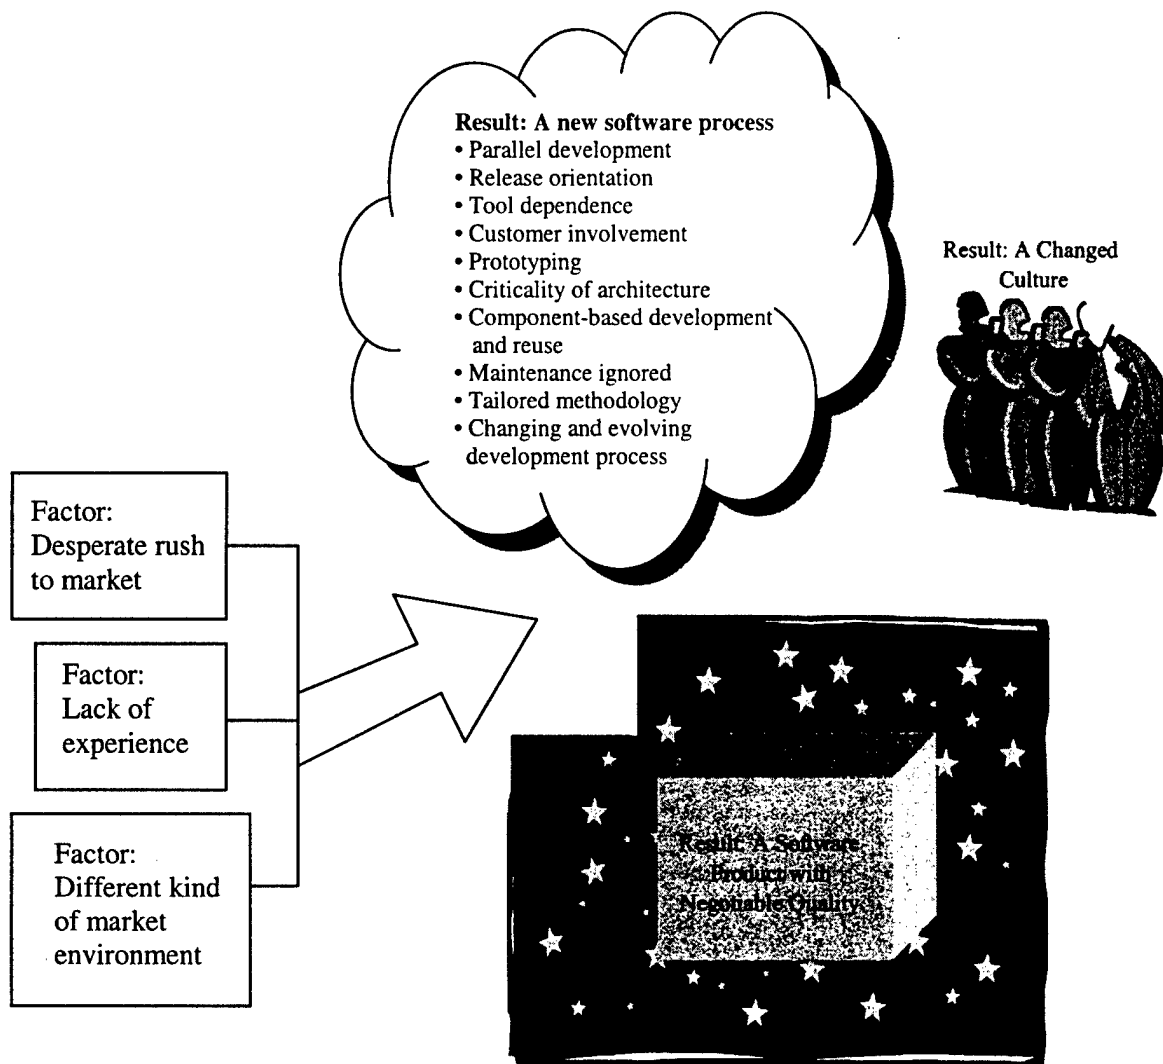 Result: A new software process
• Parallel development
• Release orientation
• Tool dependence
• Customer involvement
• Prototyping
• Criticality of architecture
• Component-based development
and reuse
• Maintenance ignored
• Tailored methodology
• Changing and evolving
development process
Result: A Changed
Culture
Factor:
Desperate rush
to market
Factor:
Lack of
experience
Factor:
Different kind
of market
environment
Result: A Software
Product with
Negotiable Quality